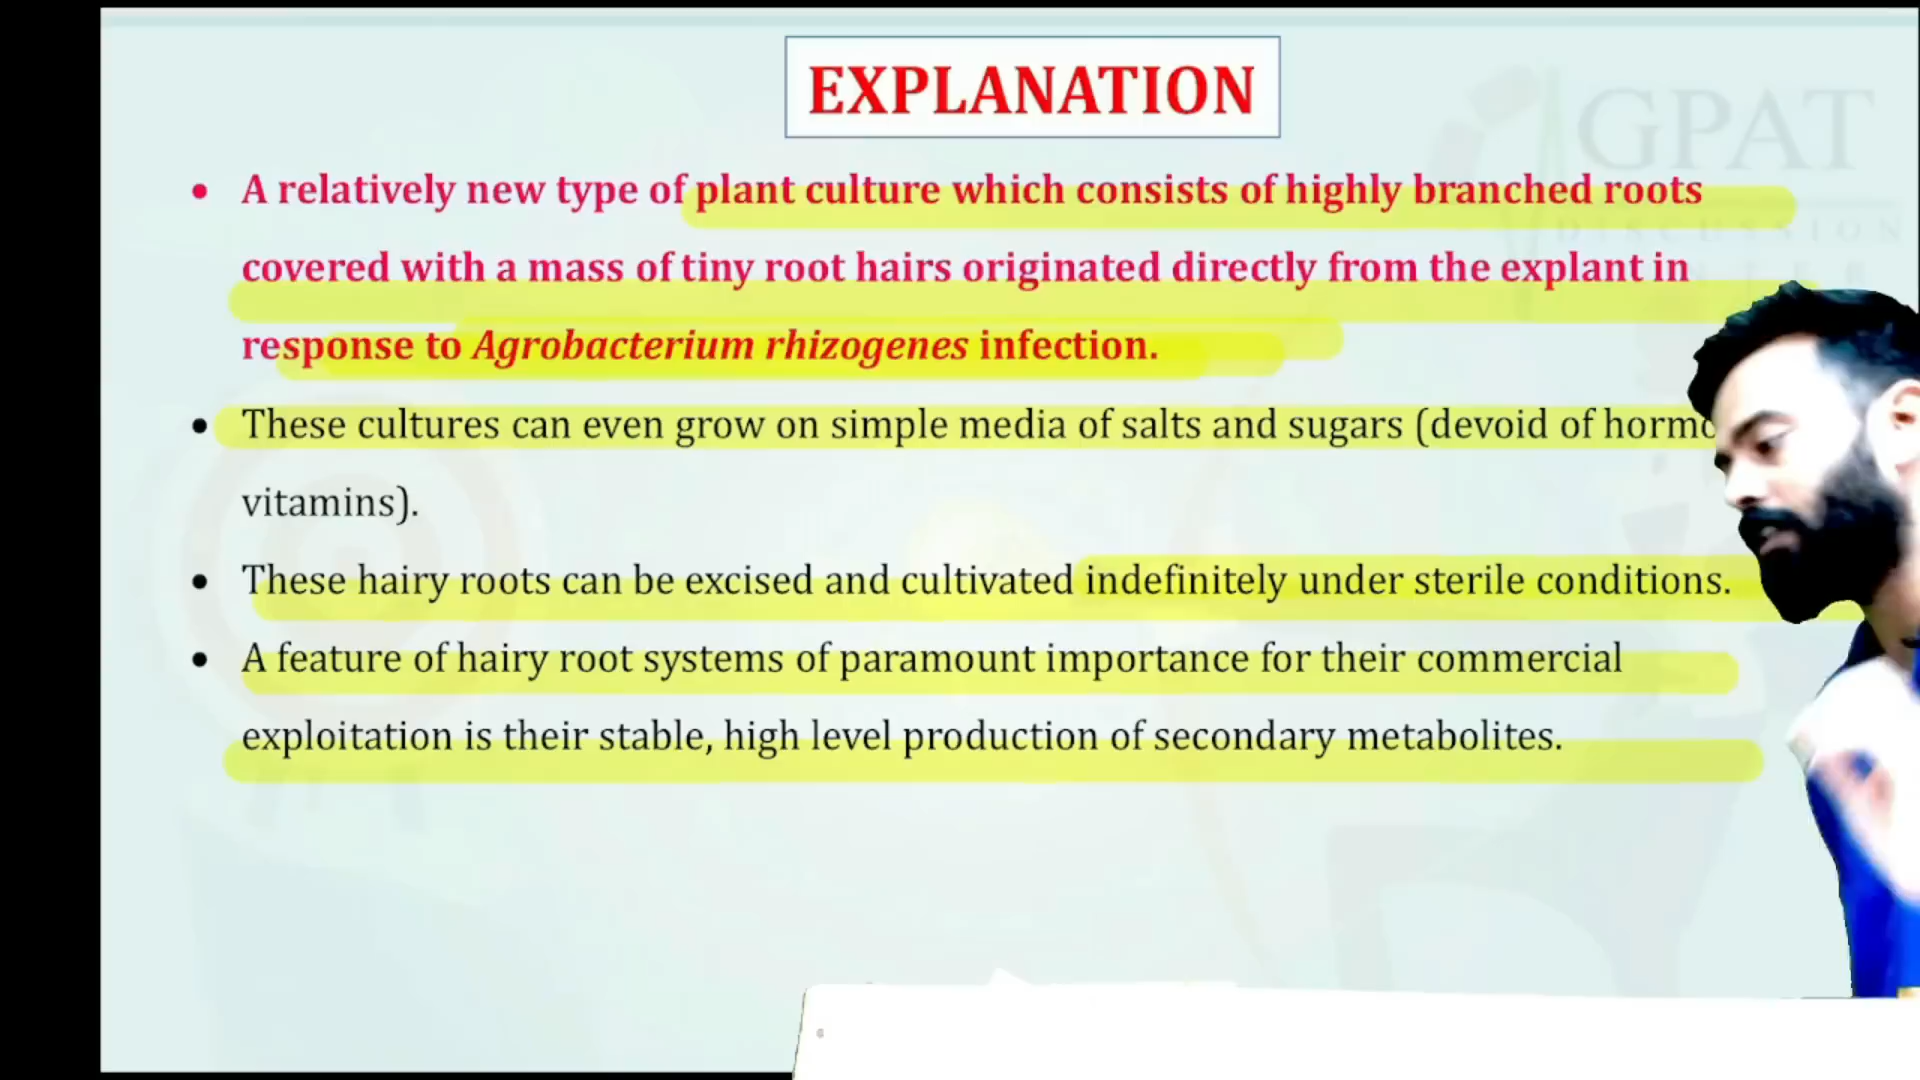 EXPLANATION
GPAT
DISCUSSION
• A relatively new type of plant culture which consists of highly branched roots
covered with a mass of tiny root hairs originated directly from the explant in
response to Agrobacterium rhizogenes infection.
• These cultures can even grow on simple media of salts and sugars (devoid of
vitamins).
• These hairy roots can be excised and cultivated indefinitely under sterile conditions.
• A feature of hairy root systems of paramount importance for their commercial
exploitation is their stable, high level production of secondary metabolites.